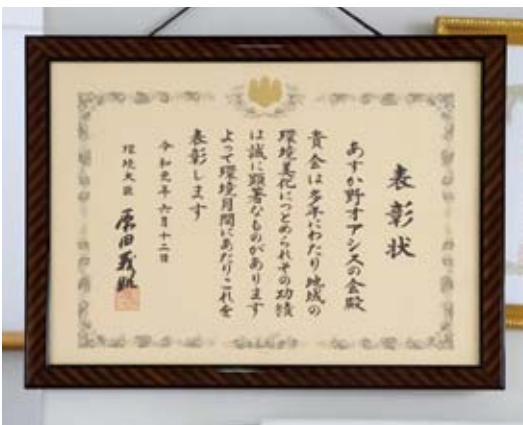 表彰状
あすか野オアシスの会殿
貴会は多年にわたり地域の
環境美化につとめられその功績
は誠に顕著なものがあります
よって環境月間にあたりこれを
表彰します
令和元年六月十二日
環境大臣 原田義昭